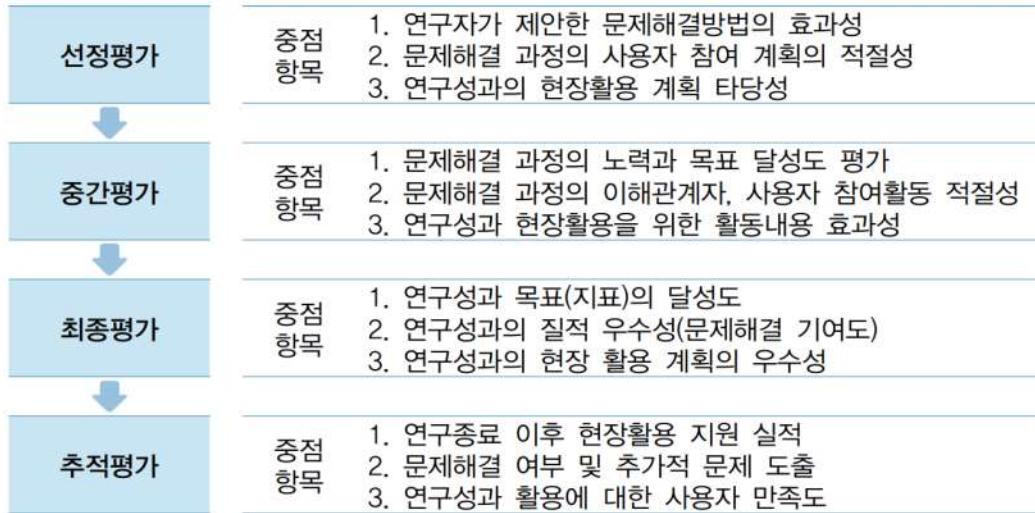 선정평가
중점
항목
1. 연구자가 제안한 문제해결방법의 효과성
2. 문제해결 과정의 사용자 참여 계획의 적절성
3. 연구성과의 현장활용 계획 타당성
중간평가
중점
항목
1. 문제해결 과정의 노력과 목표 달성도 평가
2. 문제해결 과정의 이해관계자, 사용자 참여활동 적절성
3. 연구성과 현장활용을 위한 활동내용 효과성
최종평가
중점
항목
1. 연구성과 목표(지표)의 달성도
2. 연구성과의 질적 우수성(문제해결 기여도)
3. 연구성과의 현장 활용 계획의 우수성
추적평가
중점
항목
1. 연구종료 이후 현장활용 지원 실적
2. 문제해결 여부 및 추가적 문제 도출
3. 연구성과 활용에 대한 사용자 만족도